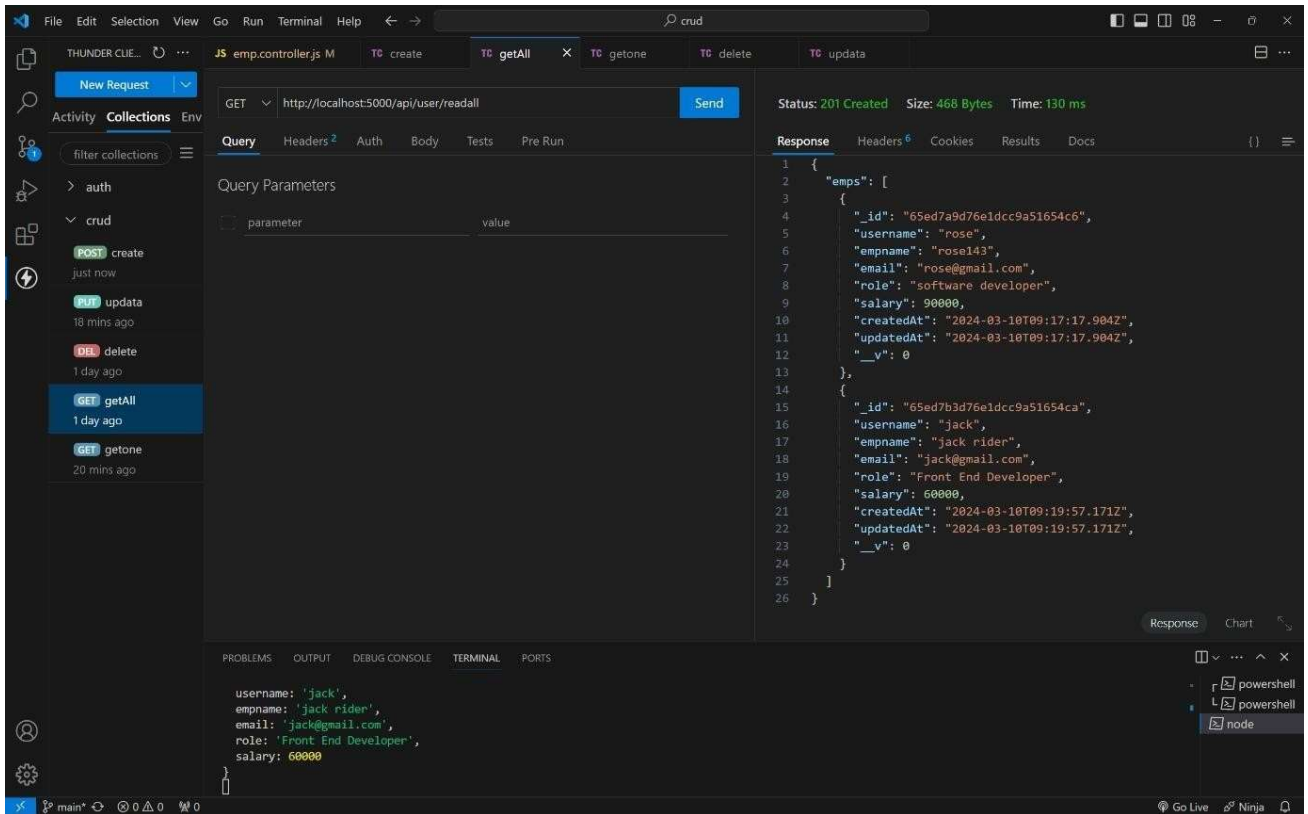 File Edit Selection View Go Run Terminal Help crud
THUNDER CLIE... ...
JS emp.controller.js M TC create TC getAll X TC getone TC delete TC updata ...
New Request
Activity Collections Env
filter collections
auth
crud
POST create
just now
PUT updata
18 mins ago
DEL delete
1 day ago
GET getAll
1 day ago
GET getone
20 mins ago
GET http://localhost:5000/api/user/readall Send
Query Headers 2 Auth Body Tests Pre Run
Query Parameters
parameter value
Status: 201 Created Size: 468 Bytes Time: 130 ms
Response Headers 6 Cookies Results Docs {}
1 {
2 "emps": [
3 {
4 "_id": "65ed7a9d76e1dcc9a51654c6",
5 "username": "rose",
6 "empname": "rose143",
7 "email": "rose@gmail.com",
8 "role": "software developer",
9 "salary": 90000,
10 "createdAt": "2024-03-10T09:17:17.904Z",
11 "updatedAt": "2024-03-10T09:17:17.904Z",
12 "__v": 0
13 },
14 {
15 "_id": "65ed7b3d76e1dcc9a51654ca",
16 "username": "jack",
17 "empname": "jack rider",
18 "email": "jack@gmail.com",
19 "role": "Front End Developer",
20 "salary": 60000,
21 "createdAt": "2024-03-10T09:19:57.171Z",
22 "updatedAt": "2024-03-10T09:19:57.171Z",
23 "__v": 0
24 }
25 ]
26 }
Response Chart
PROBLEMS OUTPUT DEBUG CONSOLE TERMINAL PORTS
username: 'jack',
empname: 'jack rider',
email: 'jack@gmail.com',
role: 'Front End Developer',
salary: 60000
}
powershell
powershell
node
1
main* 0 0 0 Go Live Ninja